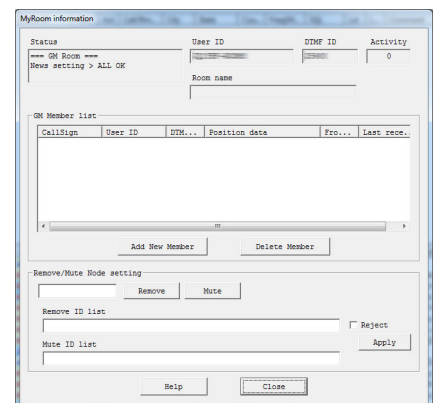 MyRoom information
Status
User ID
DTMF ID
Activity
=== GM Room ===
News setting > ALL OK
0
Room name
GM Member list
CallSign
User ID
DTM...
Position data
Fro...
Last rece.
Add New Member
Delete Member
Remove/Mute Node setting
Remove
Mute
Remove ID list
Reject
Mute ID list
Apply
Help
Close